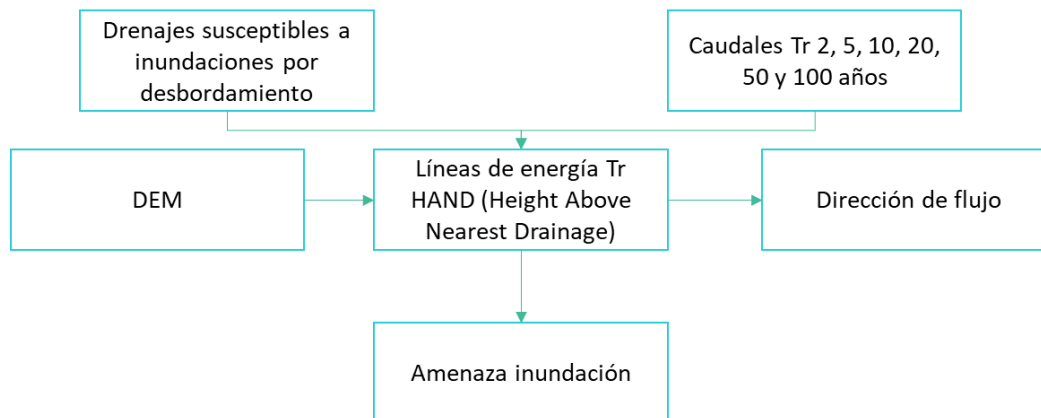 Drenajes susceptibles a
inundaciones por
desbordamiento
Caudales Tr 2, 5, 10, 20,
50 y 100 años
DEM
Líneas de energía Tr
HAND (Height Above
Nearest Drainage)
Dirección de flujo
Amenaza inundación